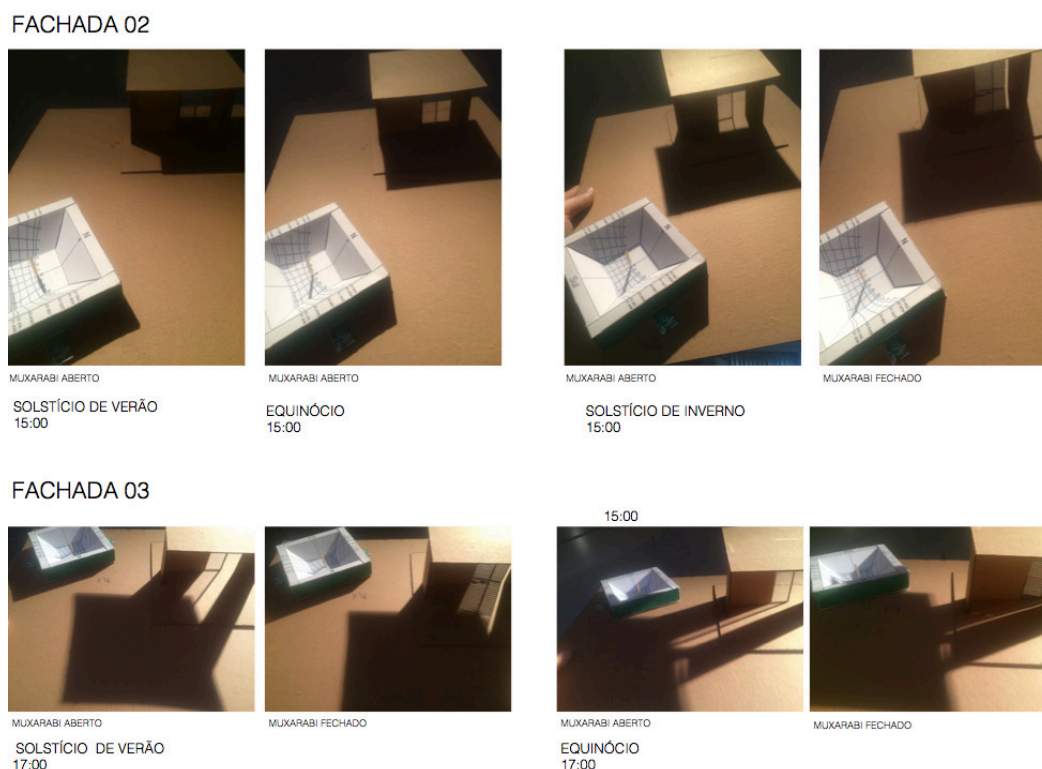 FACHADA 02
MUXARABI ABERTO
MUXARABI ABERTO
MUXARABI ABERTO
MUXARABI FECHADO
SOLSTÍCIO DE VERÃO
15:00
EQUINÓCIO
15:00
SOLSTÍCIO DE INVERNO
15:00
FACHADA 03
15:00
N
N
N
MUXARABI ABERTO
MUXARABI FECHADO
MUXARABI ABERTO
MUXARABI FECHADO
SOLSTÍCIO DE VERÃO
17:00
EQUINÓCIO
17:00